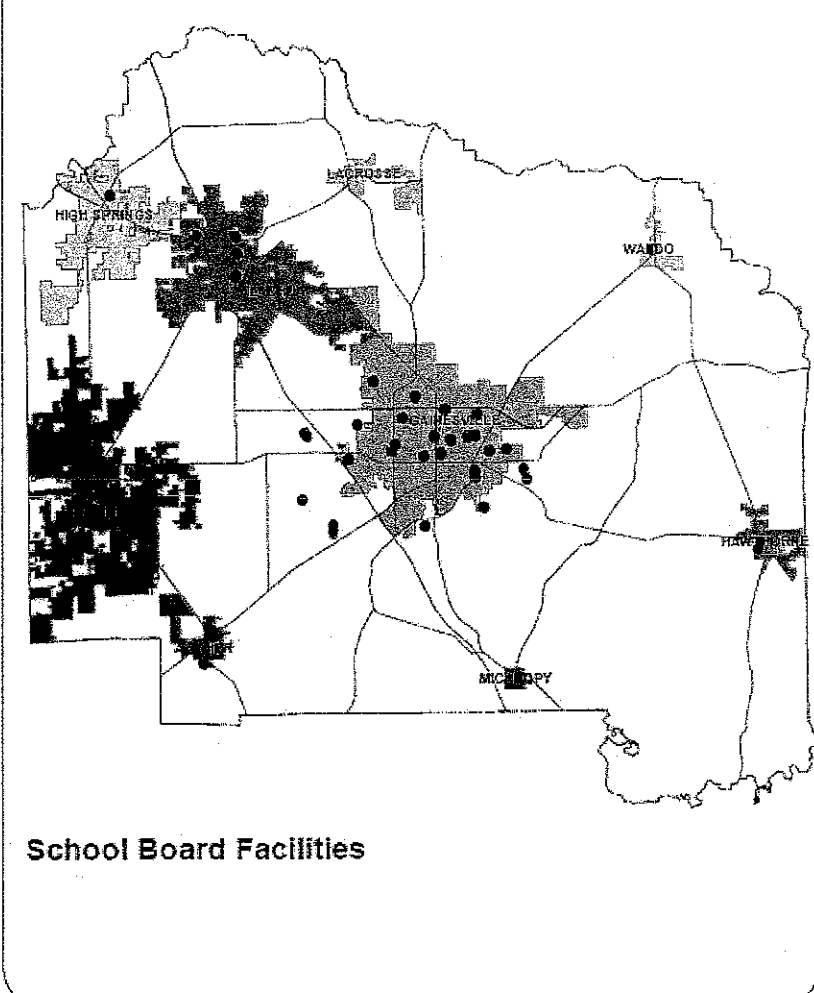 LACROSSE
HIGH SPRINGS
WALDO
GAINESVILLE
HAWTHORNE
MICANOPY
School Board Facilities